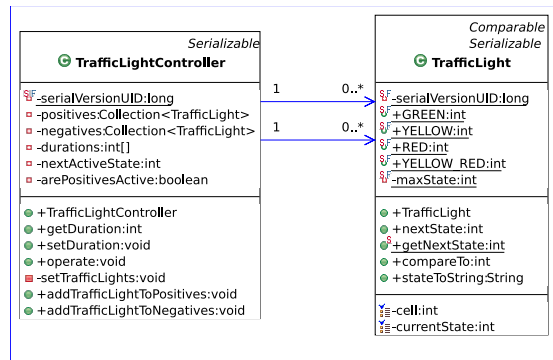 Serializable
TrafficLightController
-serialVersionUID:long
-positives:Collection<TrafficLight>
-negatives:Collection<TrafficLight>
-durations:int[]
-nextActiveState:int
-arePositivesActive:boolean
+TrafficLightController
+getDuration:int
+setDuration:void
+operate:void
-setTrafficLights:void
+addTrafficLightToPositives:void
+addTrafficLightToNegatives:void
1 0..*
1 0..*
Comparable
Serializable
TrafficLight
-serialVersionUID:long
+GREEN:int
+YELLOW:int
+RED:int
+YELLOW_RED:int
-maxState:int
+TrafficLight
+nextState:int
+getNextState:int
+compareTo:int
+stateToString:String
-cell:int
-currentState:int